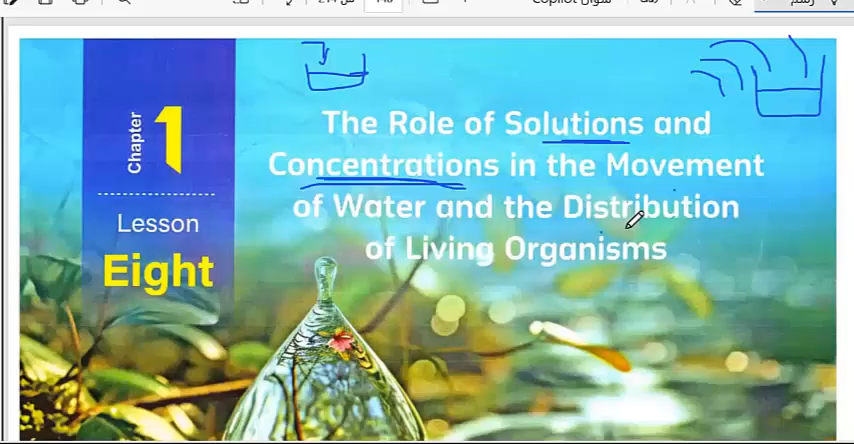 Chapter 1
Lesson
Eight
The Role of Solutions and
Concentrations in the Movement
of Water and the Distribution
of Living Organisms